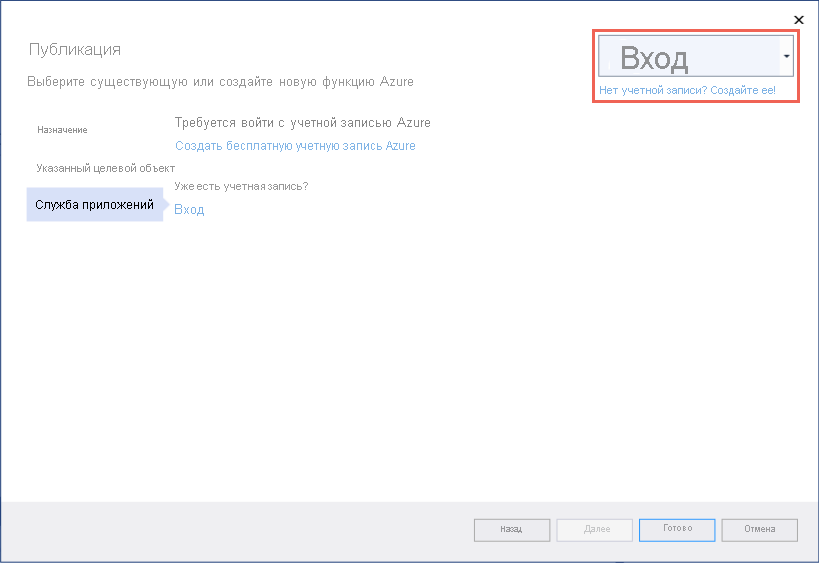 Публикация
Вход
Выберите существующую или создайте новую функцию Azure
Нет учетной записи? Создайте ее!
Назначение
Требуется войти с учетной записью Azure
Создать бесплатную учетную запись Azure
Указанный целевой объект
Уже есть учетная запись?
Служба приложений
Вход
Назад
Далее
Готово
Отмена